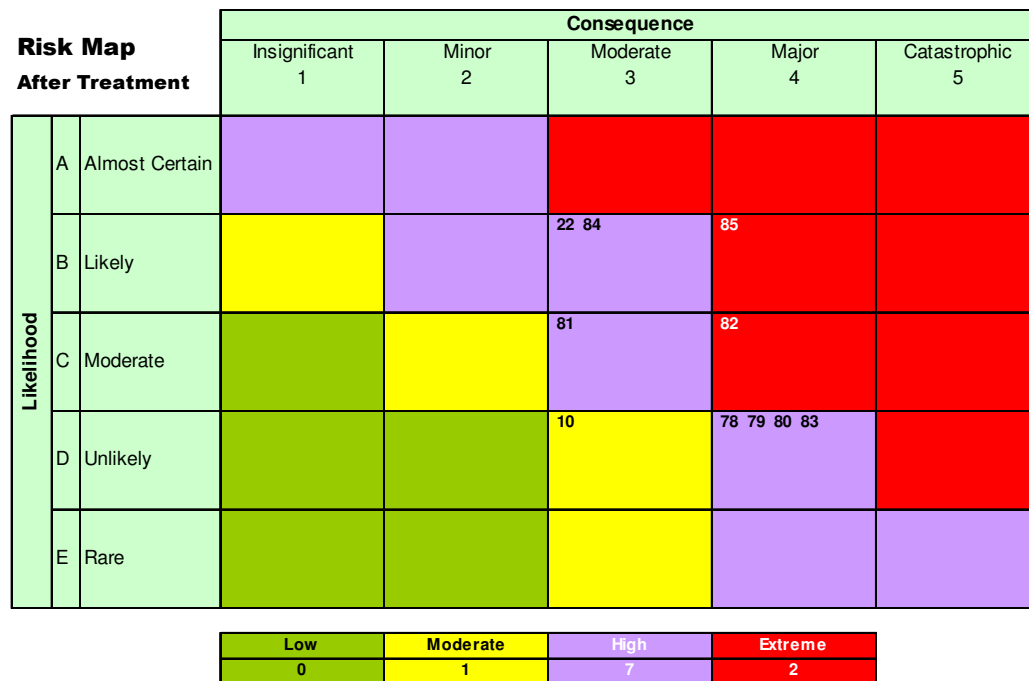 Risk Map
After Treatment
Consequence
Insignificant Minor Moderate Major Catastrophic
1 2 3 4 5
Likelihood
A Almost Certain
B Likely 22 84 85
C Moderate 81 82
D Unlikely 10 78 79 80 83
E Rare
Low Moderate High Extreme
0 1 7 2